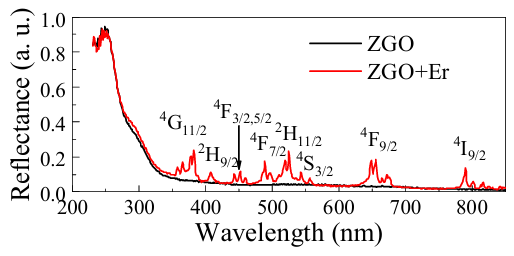 Reflectance (a. u.)
1.0
0.8
0.6
0.4
0.2
0.0
ZGO
ZGO+Er
⁴G₁₁/₂
²H₉/₂
⁴F₃/₂,₅/₂
⁴F₇/₂
²H₁₁/₂
⁴S₃/₂
⁴F₉/₂
⁴I₉/₂
200 300 400 500 600 700 800
Wavelength (nm)